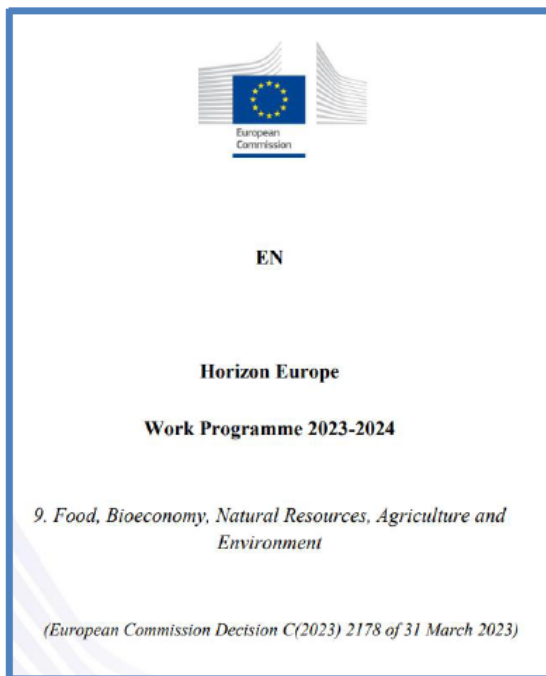 European
Commission
EN
Horizon Europe
Work Programme 2023-2024
9. Food, Bioeconomy, Natural Resources, Agriculture and
Environment
(European Commission Decision C(2023) 2178 of 31 March 2023)